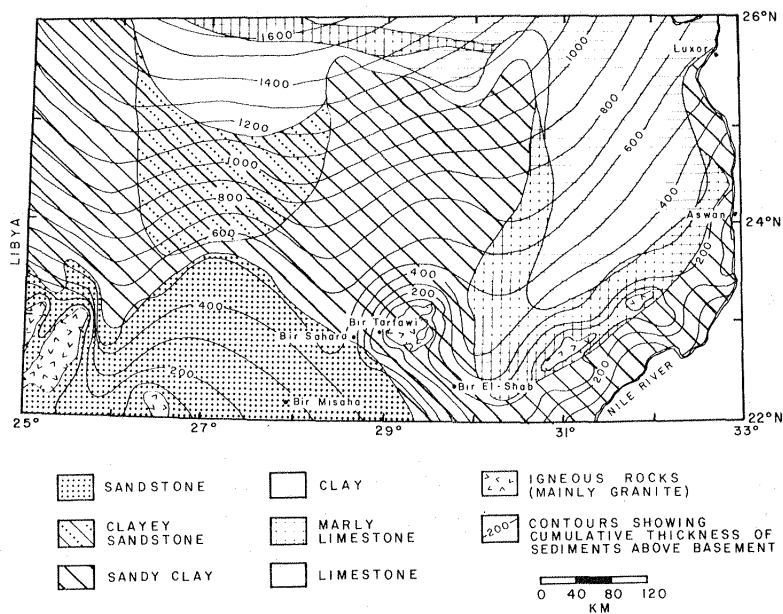 26°N
1600
1000
Luxor
1400
800
1200
600
1000
800
400
Aswan
24°N
600
LIBYA
200
400
200
400
Bir Tarfawi
Bir Sahara
200
200
Bir El-Shab
Bir Misaha
NILE RIVER
22°N
25°
27°
29°
31°
33°
SANDSTONE
CLAY
IGNEOUS ROCKS
(MAINLY GRANITE)
CLAYEY
SANDSTONE
MARLY
LIMESTONE
200
CONTOURS SHOWING
CUMULATIVE THICKNESS OF
SEDIMENTS ABOVE BASEMENT
SANDY CLAY
LIMESTONE
0 40 80 120
KM